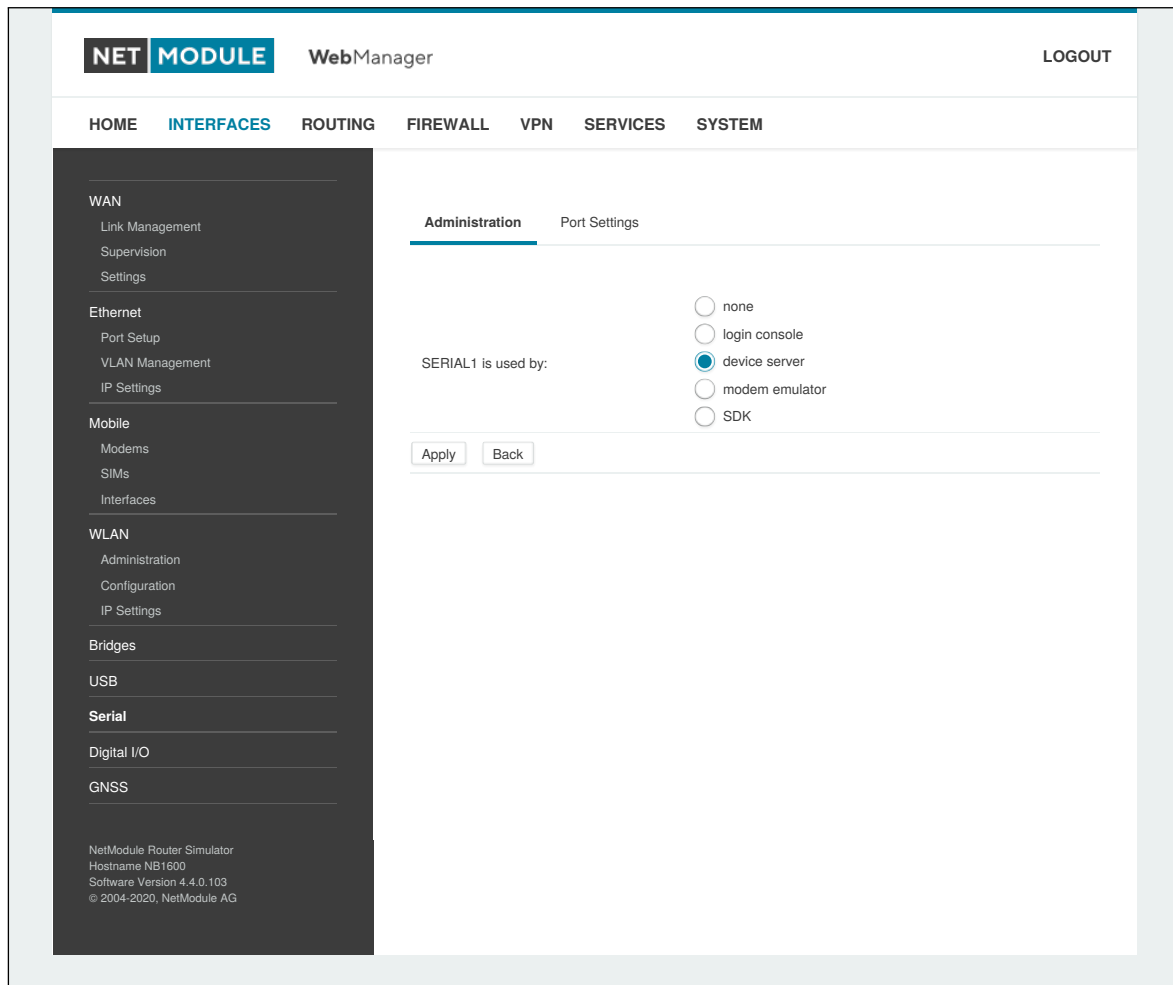 NET MODULE WebManager LOGOUT
HOME INTERFACES ROUTING FIREWALL VPN SERVICES SYSTEM
WAN
Link Management
Supervision
Settings
Ethernet
Port Setup
VLAN Management
IP Settings
Mobile
Modems
SIMs
Interfaces
WLAN
Administration
Configuration
IP Settings
Bridges
USB
Serial
Digital I/O
GNSS
NetModule Router Simulator
Hostname NB1600
Software Version 4.4.0.103
© 2004-2020, NetModule AG
Administration Port Settings
SERIAL1 is used by:
none
login console
device server
modem emulator
SDK
Apply Back